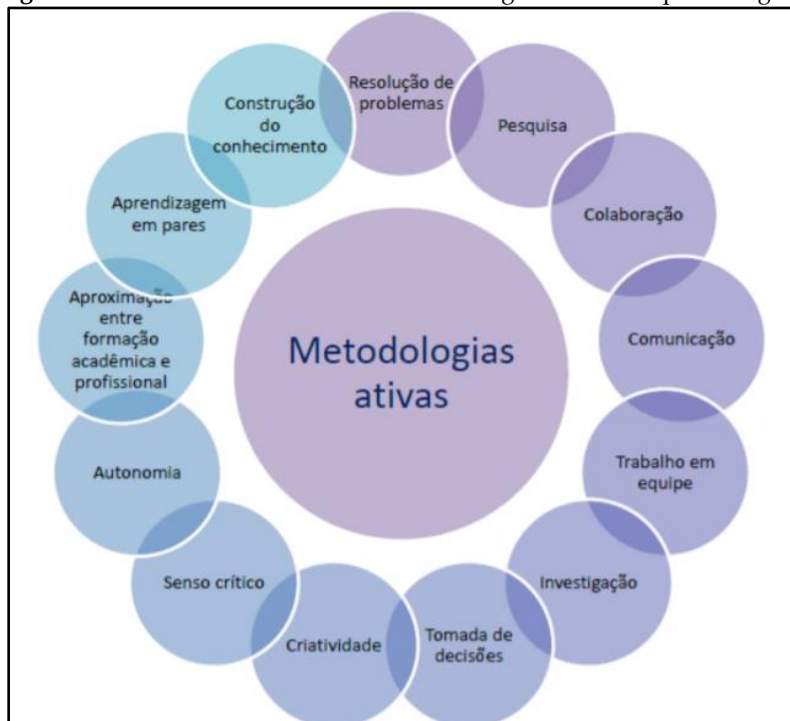 Metodologias
ativas
Resolução de
problemas
Pesquisa
Colaboração
Comunicação
Trabalho em
equipe
Investigação
Tomada de
decisões
Criatividade
Senso crítico
Autonomia
Aproximação
entre
formação
acadêmica e
profissional
Aprendizagem
em pares
Construção
do
conhecimento